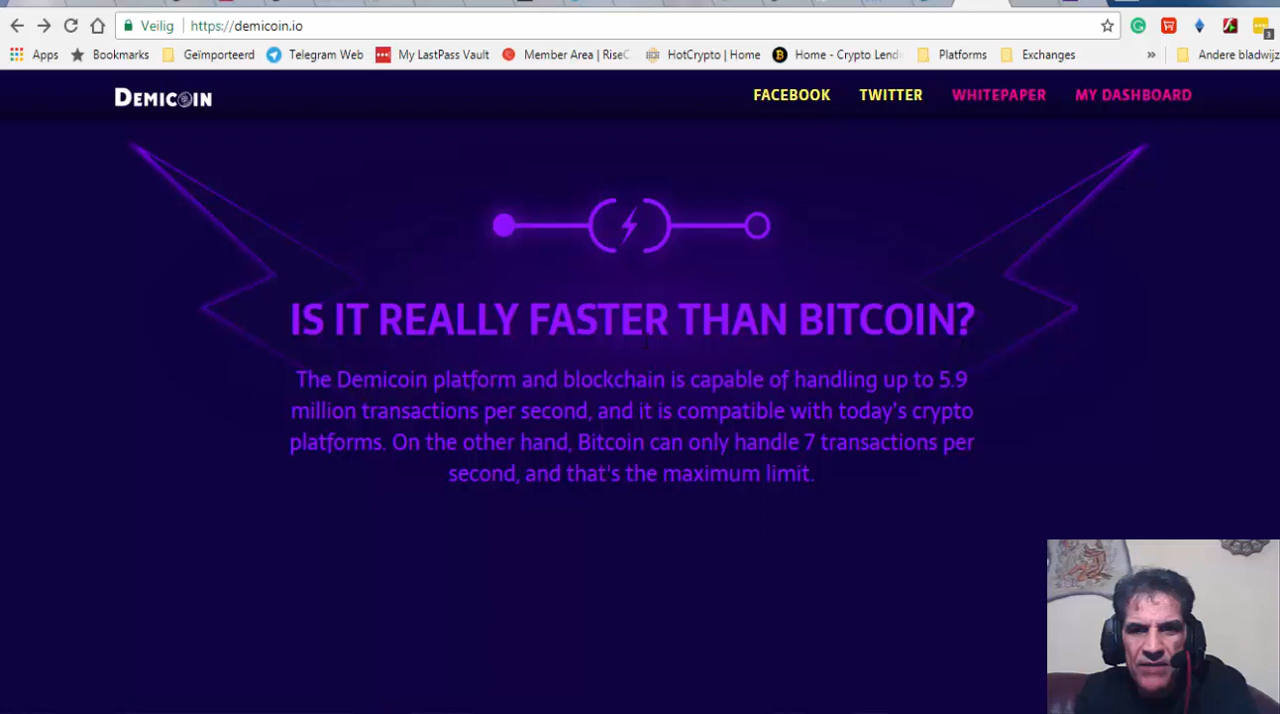 Veilig https://demicoin.io
Apps Bookmarks Geïmporteerd Telegram Web My LastPass Vault Member Area | RiseC HotCrypto | Home Home - Crypto Lend Platforms Exchanges » Andere bladwijz
3
DEMICOIN FACEBOOK TWITTER WHITEPAPER MY DASHBOARD
IS IT REALLY FASTER THAN BITCOIN?
The Demicoin platform and blockchain is capable of handling up to 5.9
million transactions per second, and it is compatible with today's crypto
platforms. On the other hand, Bitcoin can only handle 7 transactions per
second, and that's the maximum limit.